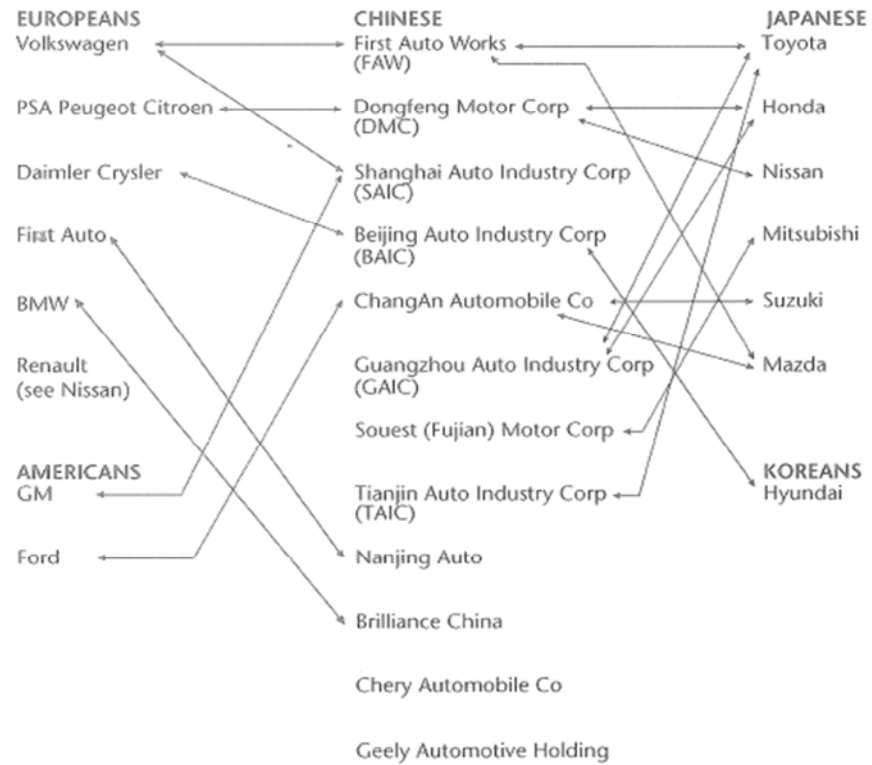 EUROPEANS
Volkswagen
PSA Peugeot Citroen
Daimler Crysler
First Auto
BMW
Renault
(see Nissan)
AMERICANS
GM
Ford
CHINESE
First Auto Works
(FAW)
Dongfeng Motor Corp
(DMC)
Shanghai Auto Industry Corp
(SAIC)
Beijing Auto Industry Corp
(BAIC)
ChangAn Automobile Co
Guangzhou Auto Industry Corp
(GAIC)
Souest (Fujian) Motor Corp
Tianjin Auto Industry Corp
(TAIC)
Nanjing Auto
Brilliance China
Chery Automobile Co
Geely Automotive Holding
JAPANESE
Toyota
Honda
Nissan
Mitsubishi
Suzuki
Mazda
KOREANS
Hyundai